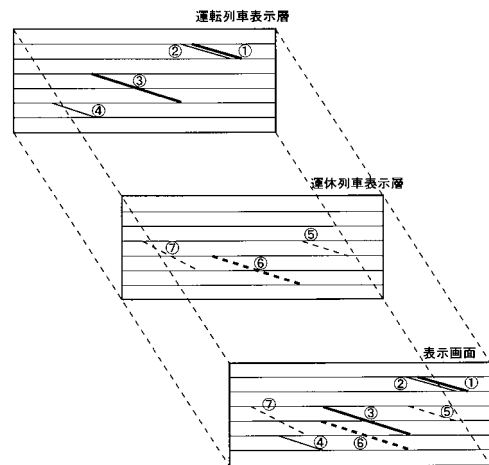 運転列車表示層
② ①
③
④
運休列車表示層
⑦ ⑤
⑥
表示画面
② ①
⑦ ③ ⑤
④ ⑥